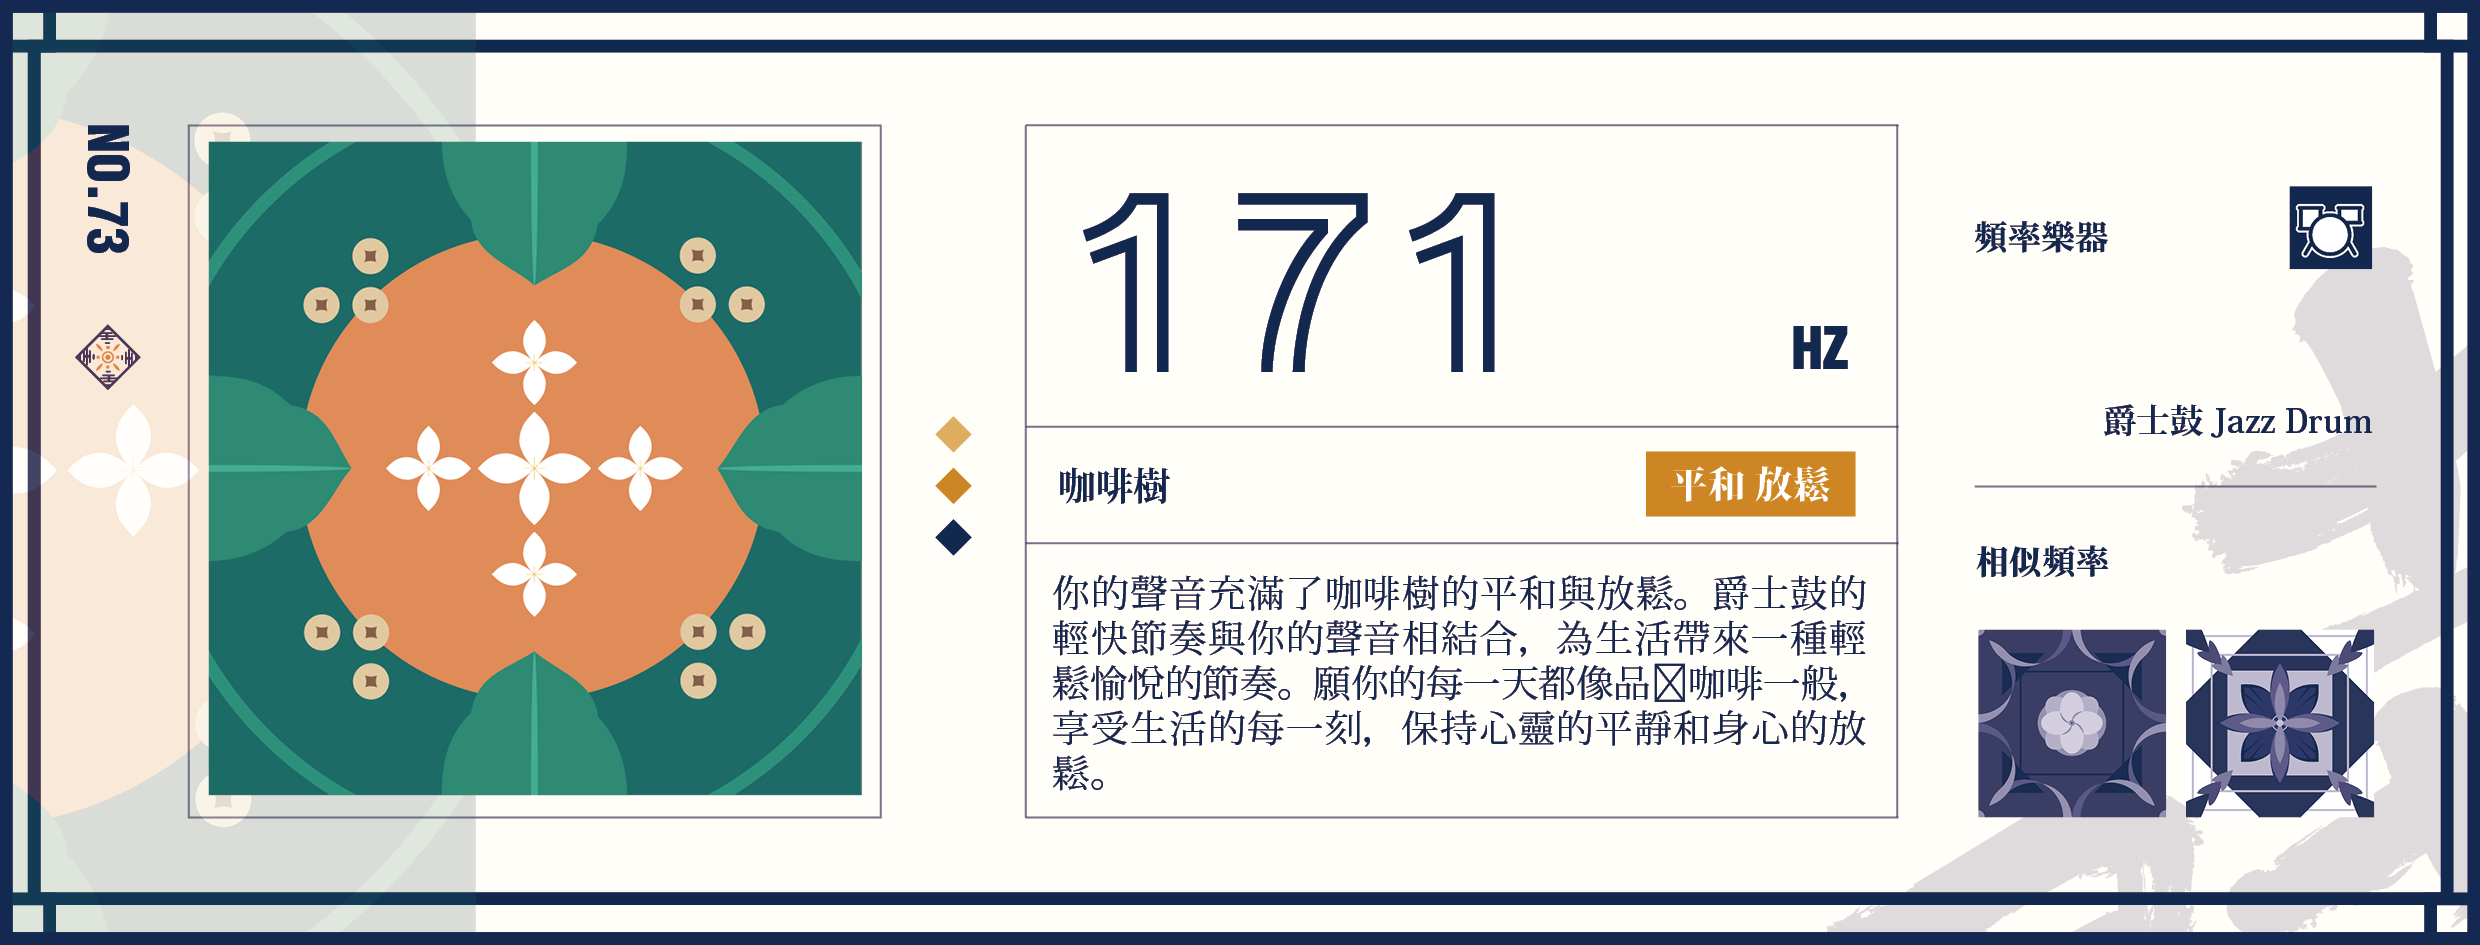 NO.73
171
HZ
咖啡樹
平和 放鬆
你的聲音充滿了咖啡樹的平和與放鬆。爵士鼓的
輕快節奏與你的聲音相結合，為生活帶來一種輕
鬆愉悅的節奏。願你的每一天都像品咖啡一般，
享受生活的每一刻，保持心靈的平靜和身心的放
鬆。
頻率樂器
爵士鼓 Jazz Drum
相似頻率